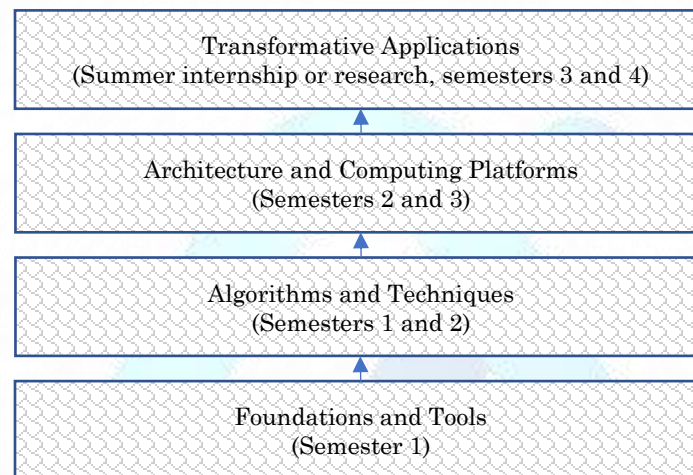 Transformative Applications
(Summer internship or research, semesters 3 and 4)
Architecture and Computing Platforms
(Semesters 2 and 3)
Algorithms and Techniques
(Semesters 1 and 2)
Foundations and Tools
(Semester 1)